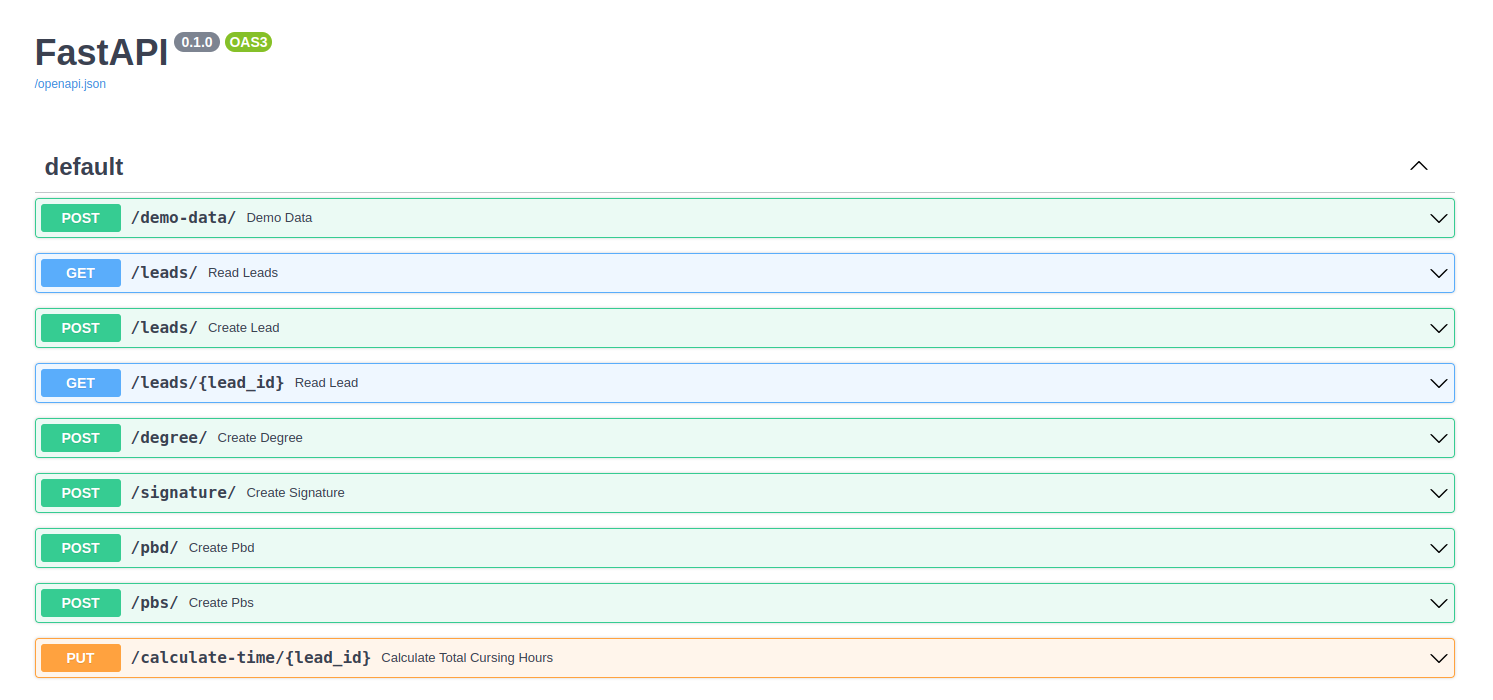 FastAPI 0.1.0 OAS3
/openapi.json
default
POST /demo-data/ Demo Data
GET /leads/ Read Leads
POST /leads/ Create Lead
GET /leads/{lead_id} Read Lead
POST /degree/ Create Degree
POST /signature/ Create Signature
POST /pbd/ Create Pbd
POST /pbs/ Create Pbs
PUT /calculate-time/{lead_id} Calculate Total Cursing Hours